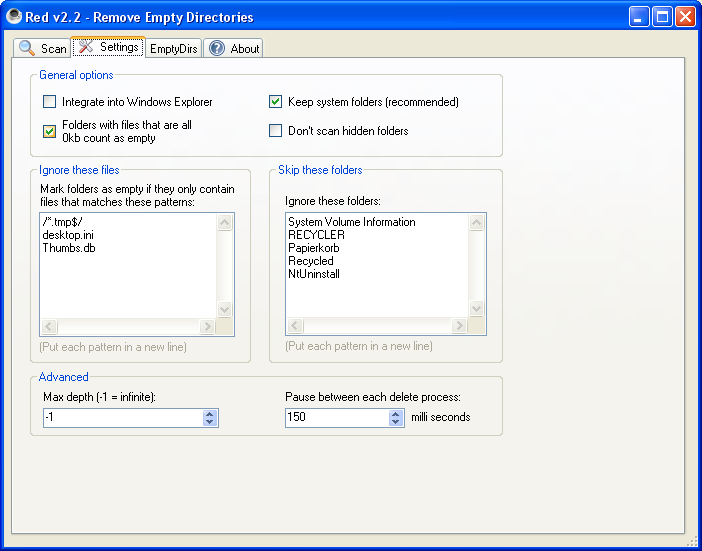 Red v2.2 - Remove Empty Directories
Scan
Settings
EmptyDirs
About
General options
Integrate into Windows Explorer
Keep system folders (recommended)
Folders with files that are all
0kb count as empty
Don't scan hidden folders
Ignore these files
Mark folders as empty if they only contain
files that matches these patterns:
/*.tmp$/
desktop.ini
Thumbs.db
(Put each pattern in a new line)
Skip these folders
Ignore these folders:
System Volume Information
RECYCLER
Papierkorb
Recycled
NtUninstall
(Put each pattern in a new line)
Advanced
Max depth (-1 = infinite):
-1
Pause between each delete process:
150
milli seconds